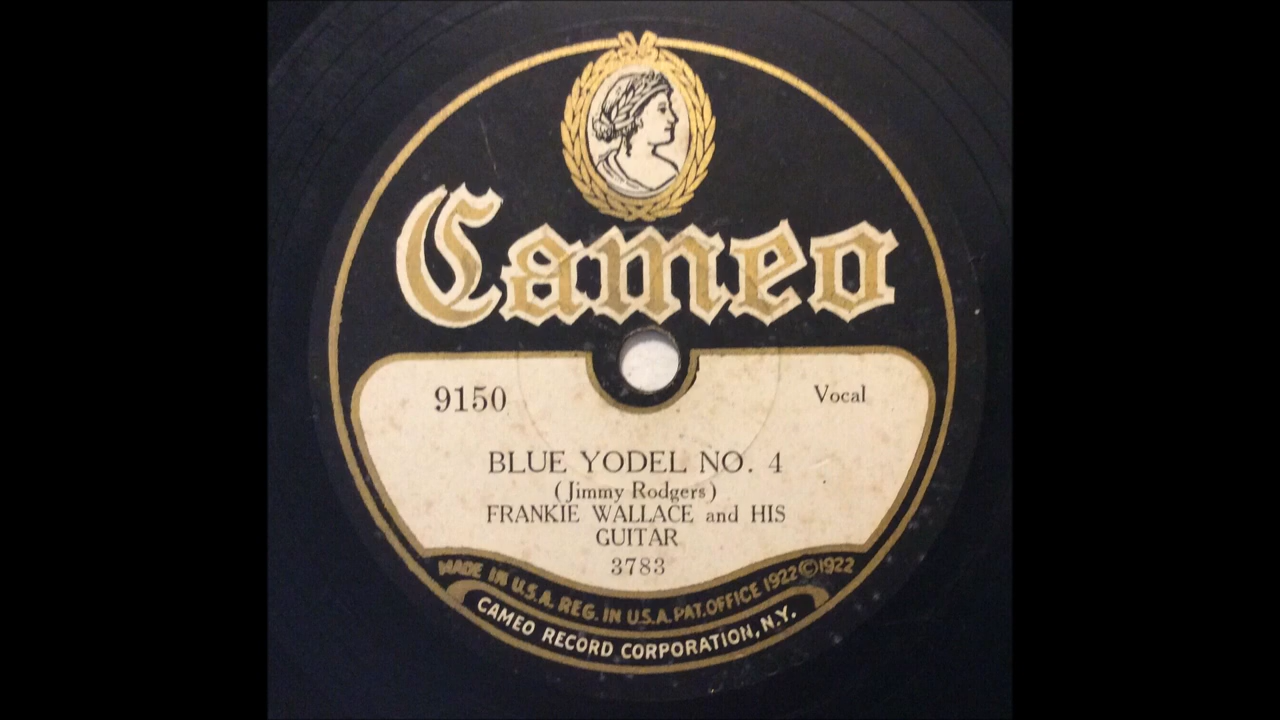 Cameo
9150
Vocal
BLUE YODEL NO. 4
(Jimmy Rodgers)
FRANKIE WALLACE and HIS
GUITAR
3783
MADE IN U.S.A. REG. IN U.S.A. PAT. OFFICE 1922 © 1922
CAMEO RECORD CORPORATION, N.Y.